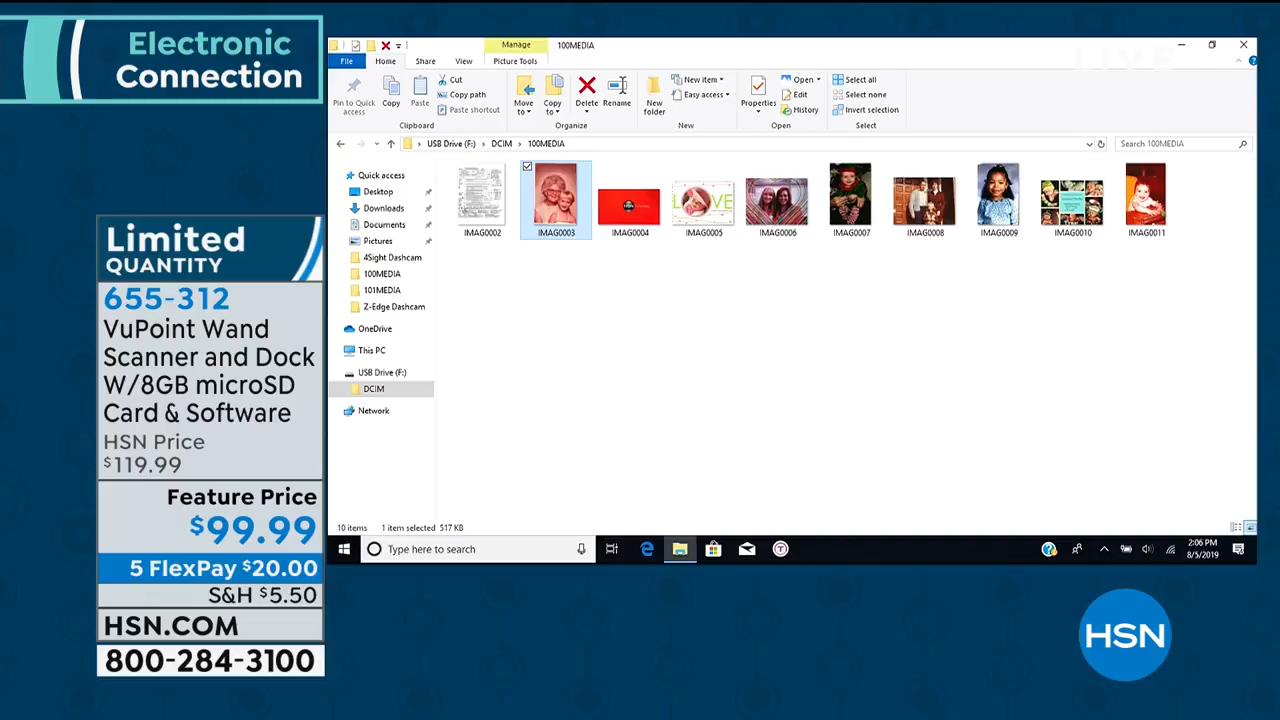 Electronic
Connection
Limited
QUANTITY
655-312
VuPoint Wand
Scanner and Dock
W/8GB microSD
Card & Software
HSN Price
$119.99
Feature Price
$99.99
5 FlexPay $20.00
S&H $5.50
HSN.COM
800-284-3100
Manage
100MEDIA
LIVE
File
Home
Share
View
Picture Tools
Pin to Quick
access
Copy
Paste
Cut
Copy path
Paste shortcut
Clipboard
Move
to
Copy
to
Delete
Rename
Organize
New
folder
New item
Easy access
New
Properties
Open
Edit
History
Open
Select all
Select none
Invert selection
Select
USB Drive (F:)
DCIM
100MEDIA
Search 100MEDIA
Quick access
Desktop
Downloads
Documents
Pictures
4Sight Dashcam
100MEDIA
101MEDIA
Z-Edge Dashcam
OneDrive
This PC
USB Drive (F:)
DCIM
Network
LOVE
IMAG0002
IMAG0003
IMAG0004
IMAG0005
IMAG0006
IMAG0007
IMAG0008
IMAG0009
IMAG0010
IMAG0011
10 items
1 item selected 517 KB
Type here to search
2:06 PM
8/5/2019
HSN